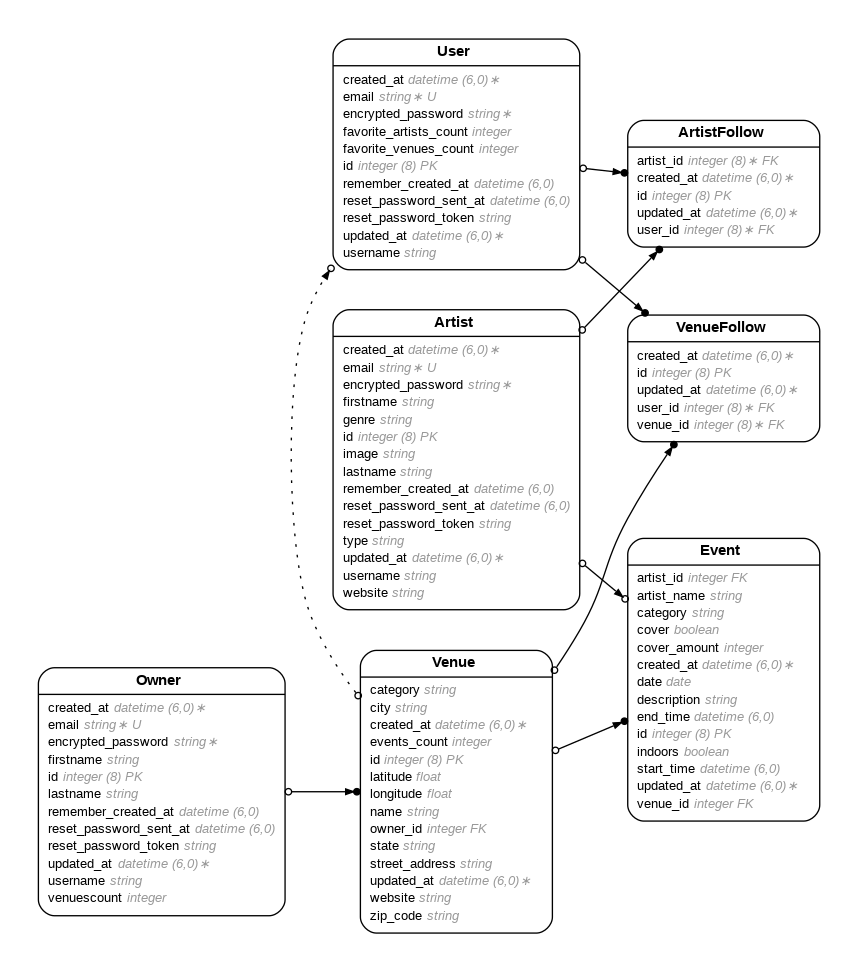 User
created_at datetime (6,0)∗
email string∗ U
encrypted_password string∗
favorite_artists_count integer
favorite_venues_count integer
id integer (8) PK
remember_created_at datetime (6,0)
reset_password_sent_at datetime (6,0)
reset_password_token string
updated_at datetime (6,0)∗
username string
ArtistFollow
artist_id integer (8)∗ FK
created_at datetime (6,0)∗
id integer (8) PK
updated_at datetime (6,0)∗
user_id integer (8)∗ FK
Artist
created_at datetime (6,0)∗
email string∗ U
encrypted_password string∗
firstname string
genre string
id integer (8) PK
image string
lastname string
remember_created_at datetime (6,0)
reset_password_sent_at datetime (6,0)
reset_password_token string
type string
updated_at datetime (6,0)∗
username string
website string
VenueFollow
created_at datetime (6,0)∗
id integer (8) PK
updated_at datetime (6,0)∗
user_id integer (8)∗ FK
venue_id integer (8)∗ FK
Event
artist_id integer FK
artist_name string
category string
cover boolean
cover_amount integer
created_at datetime (6,0)∗
date date
description string
end_time datetime (6,0)
id integer (8) PK
indoors boolean
start_time datetime (6,0)
updated_at datetime (6,0)∗
venue_id integer FK
Owner
created_at datetime (6,0)∗
email string∗ U
encrypted_password string∗
firstname string
id integer (8) PK
lastname string
remember_created_at datetime (6,0)
reset_password_sent_at datetime (6,0)
reset_password_token string
updated_at datetime (6,0)∗
username string
venuescount integer
Venue
category string
city string
created_at datetime (6,0)∗
events_count integer
id integer (8) PK
latitude float
longitude float
name string
owner_id integer FK
state string
street_address string
updated_at datetime (6,0)∗
website string
zip_code string